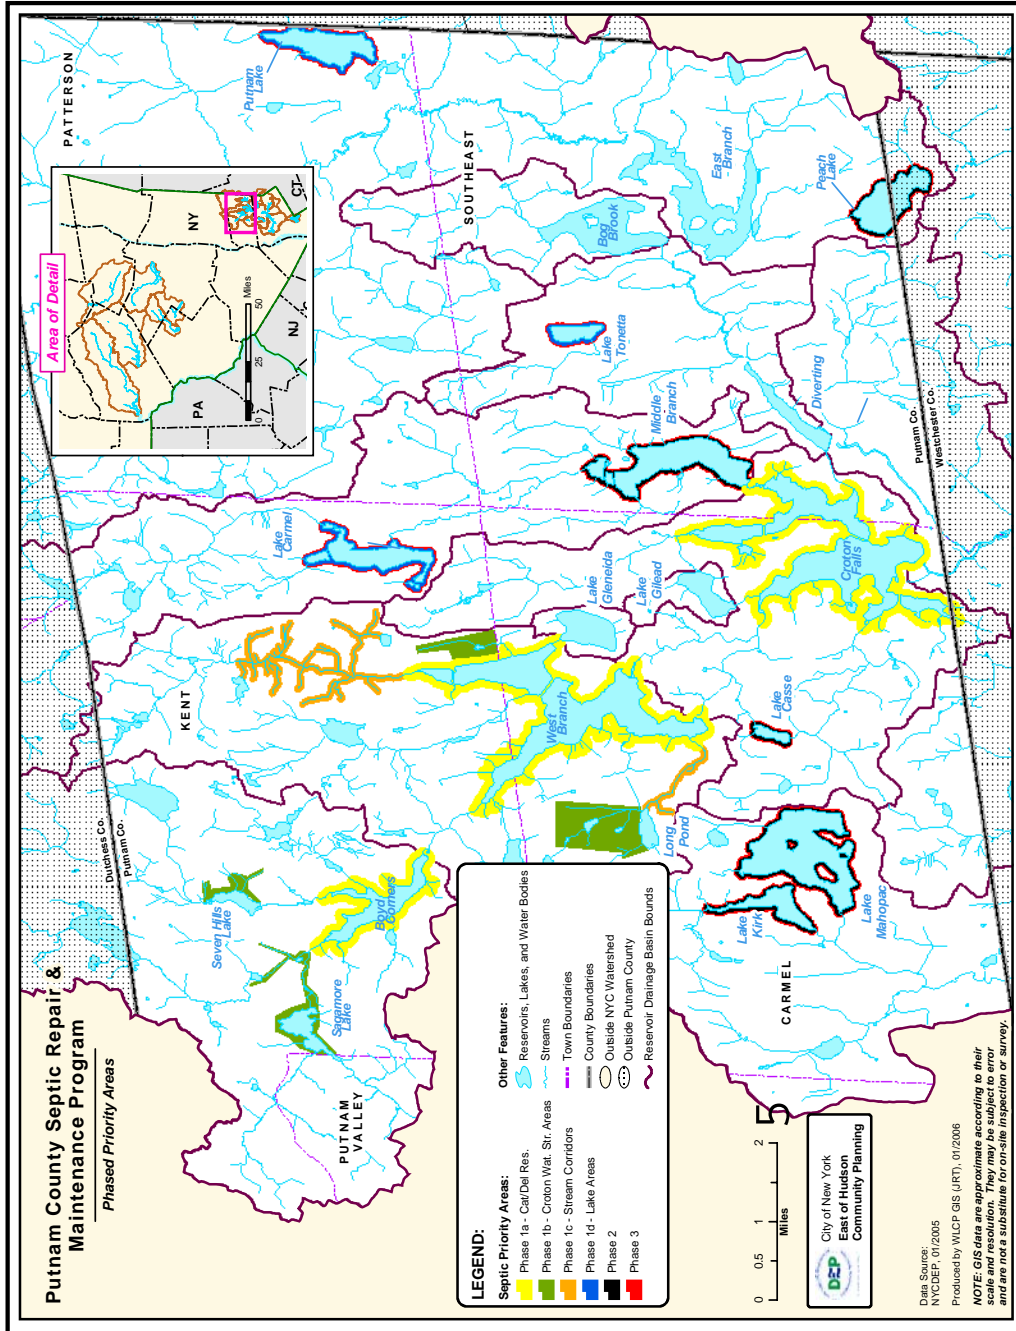 Putnam County Septic Repair &
Maintenance Program
Phased Priority Areas
Area of Detail
NY
CT
PA
NJ
0 25 50
Miles
PATTERSON
Putnam
Lake
SOUTHEAST
East
Branch
Bog
Brook
Peach
Lake
Lake
Tonetta
Middle
Branch
Diverting
Putnam Co.
Westchester Co.
Lake
Carmel
Lake
Gleneida
Lake
Gilead
Croton
Falls
KENT
West
Branch
Lake
Casse
Long
Pond
Dutchess Co.
Putnam Co.
Seven Hills
Lake
Boyd
Corners
Sagamore
Lake
Lake
Kirk
Lake
Mahopac
CARMEL
PUTNAM
VALLEY
LEGEND:
Septic Priority Areas:
Phase 1a - Cat/Del Res.
Phase 1b - Croton Wat. Str. Areas
Phase 1c - Stream Corridors
Phase 1d - Lake Areas
Phase 2
Phase 3
Other Features:
Reservoirs, Lakes, and Water Bodies
Streams
Town Boundaries
County Boundaries
Outside NYC Watershed
Outside Putnam County
Reservoir Drainage Basin Bounds
0 0.5 1 2
Miles
5
DEP
City of New York
East of Hudson
Community Planning
Data Source:
NYCDEP, 01/2005
Produced by WLCP GIS (JRT), 01/2006
NOTE: GIS data are approximate according to their
scale and resolution. They may be subject to error
and are not a substitute for on-site inspection or survey.